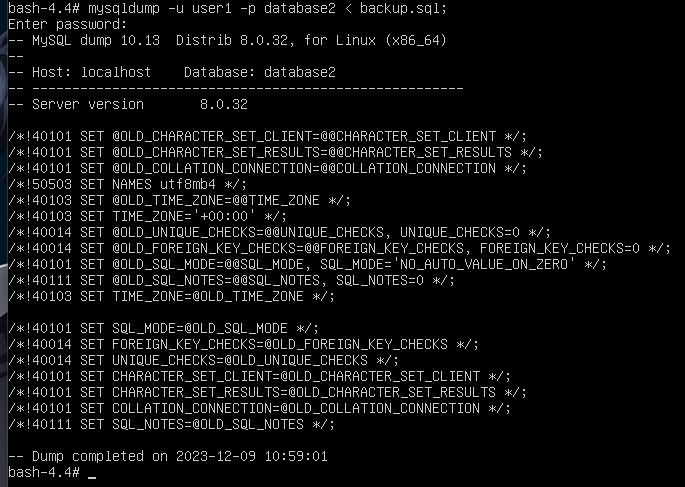 bash-4.4# mysqldump -u user1 -p database2 < backup.sql;
Enter password:
-- MySQL dump 10.13  Distrib 8.0.32, for Linux (x86_64)
--
-- Host: localhost    Database: database2
-- ------------------------------------------------------
-- Server version       8.0.32

/*!40101 SET @OLD_CHARACTER_SET_CLIENT=@@CHARACTER_SET_CLIENT */;
/*!40101 SET @OLD_CHARACTER_SET_RESULTS=@@CHARACTER_SET_RESULTS */;
/*!40101 SET @OLD_COLLATION_CONNECTION=@@COLLATION_CONNECTION */;
/*!50503 SET NAMES utf8mb4 */;
/*!40103 SET @OLD_TIME_ZONE=@@TIME_ZONE */;
/*!40103 SET TIME_ZONE='+00:00' */;
/*!40014 SET @OLD_UNIQUE_CHECKS=@@UNIQUE_CHECKS, UNIQUE_CHECKS=0 */;
/*!40014 SET @OLD_FOREIGN_KEY_CHECKS=@@FOREIGN_KEY_CHECKS, FOREIGN_KEY_CHECKS=0 */;
/*!40101 SET @OLD_SQL_MODE=@@SQL_MODE, SQL_MODE='NO_AUTO_VALUE_ON_ZERO' */;
/*!40111 SET @OLD_SQL_NOTES=@@SQL_NOTES, SQL_NOTES=0 */;
/*!40103 SET TIME_ZONE=@OLD_TIME_ZONE */;

/*!40101 SET SQL_MODE=@OLD_SQL_MODE */;
/*!40014 SET FOREIGN_KEY_CHECKS=@OLD_FOREIGN_KEY_CHECKS */;
/*!40014 SET UNIQUE_CHECKS=@OLD_UNIQUE_CHECKS */;
/*!40101 SET CHARACTER_SET_CLIENT=@OLD_CHARACTER_SET_CLIENT */;
/*!40101 SET CHARACTER_SET_RESULTS=@OLD_CHARACTER_SET_RESULTS */;
/*!40101 SET COLLATION_CONNECTION=@OLD_COLLATION_CONNECTION */;
/*!40111 SET SQL_NOTES=@OLD_SQL_NOTES */;

-- Dump completed on 2023-12-09 10:59:01
bash-4.4# _